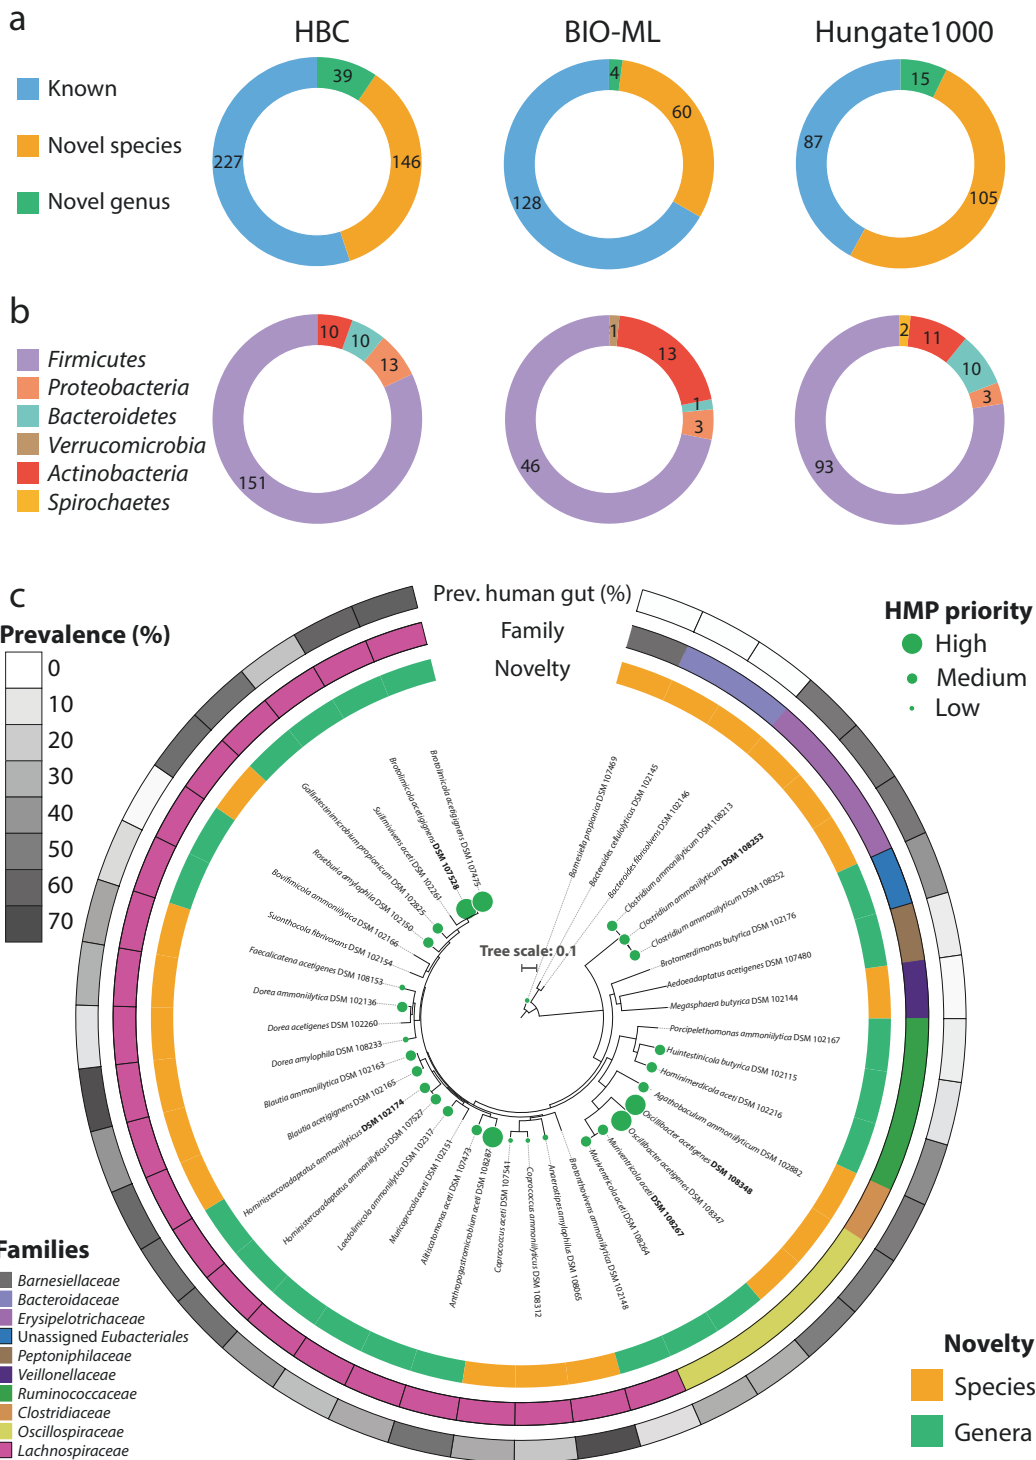 a
HBC
BIO-ML
Hungate1000
Known
Novel species
Novel genus
39
146
227
4
60
128
15
105
87
b
Firmicutes
Proteobacteria
Bacteroidetes
Verrucomicrobia
Actinobacteria
Spirochaetes
10
10
13
151
1
13
1
3
46
2
11
10
3
93
c
Prev. human gut (%)
Family
Novelty
Prevalence (%)
0
10
20
30
40
50
60
70
HMP priority
High
Medium
Low
Tree scale: 0.1
Barnesiella propionica DSM 107469
Bacteroides cellulolyticus DSM 102145
Bacteroides fibrisolvens DSM 102146
Clostridium ammoniilyticum DSM 108213
Clostridium ammoniilyticum DSM 108253
Clostridium ammoniilyticum DSM 108252
Brotomerdimonas butyrica DSM 102176
Aedoeadaptatus acetigenes DSM 107480
Megasphaera butyrica DSM 102144
Porcipelethomonas ammoniilytica DSM 102167
Huintestinicola butyrica DSM 102115
Hominimerdicola aceti DSM 102216
Agathobaculum ammoniilyticum DSM 102882
Oscillibacter acetigenes DSM 108348
Oscillibacter acetigenes DSM 108347
Muriventricola aceti DSM 108267
Muriventricola aceti DSM 108264
Brotonthovivens ammoniilytica DSM 102148
Anaerostipes amylophilus DSM 108065
Coprococcus ammoniilyticus DSM 108312
Coprococcus aceti DSM 107541
Anthropogastromicrobium aceti DSM 108287
Alitiscatomonas aceti DSM 107473
Muricoprocola aceti DSM 102151
Laedolimicola ammoniilytica DSM 102317
Hoministercoradaptatus ammoniilyticus DSM 107527
Hoministercoradaptatus ammoniilyticus DSM 102174
Blautia acetigignens DSM 102165
Blautia ammoniilytica DSM 102163
Dorea amylophila DSM 108233
Dorea acetigenes DSM 102260
Dorea ammoniilytica DSM 102136
Faecalicatena acetigenes DSM 108153
Suonthocola fibrivorans DSM 102154
Bovifimicola ammoniilytica DSM 102166
Roseburia amylophila DSM 102150
Gallintestinimicrobium propionicum DSM 102825
Suilimivivens aceti DSM 102261
Brotolimicola acetigignens DSM 107528
Brotolimicola acetigignens DSM 107475
Families
Barnesiellaceae
Bacteroidaceae
Erysipelotrichaceae
Unassigned Eubacteriales
Peptoniphilaceae
Veillonellaceae
Ruminococcaceae
Clostridiaceae
Oscillospiraceae
Lachnospiraceae
Novelty
Species
Genera